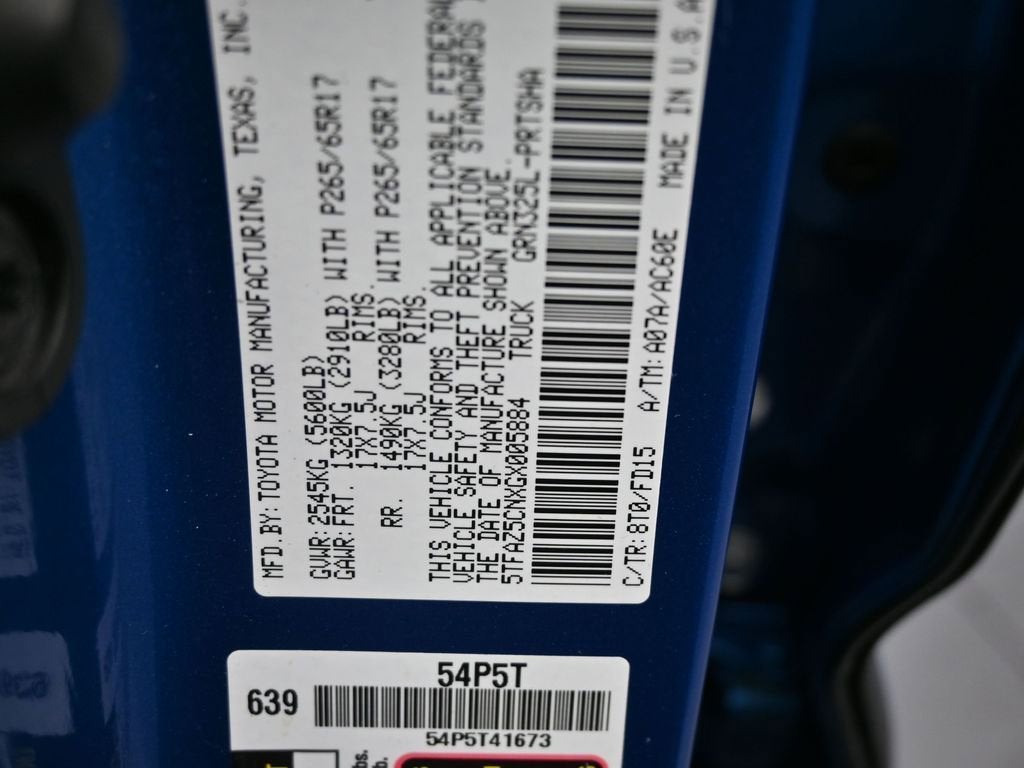 MFD.BY:TOYOTA MOTOR MANUFACTURING, TEXAS, INC.
GVWR:2545KG (5600LB)
GAWR:FRT. 1320KG (2910LB) WITH P265/65R17
17X7.5J RIMS.
RR. 1490KG (3280LB) WITH P265/65R17
17X7.5J RIMS.
THIS VEHICLE CONFORMS TO ALL APPLICABLE FEDERAL
VEHICLE SAFETY AND THEFT PREVENTION STANDARDS
THE DATE OF MANUFACTURE SHOWN ABOVE.
5TFAZ5CNXGX005884 TRUCK GRN325L-PRTSHA
C/TR:8T0/FD15 A/TM:A07A/AC60E MADE IN U.S.A
54P5T
639
54P5T41673